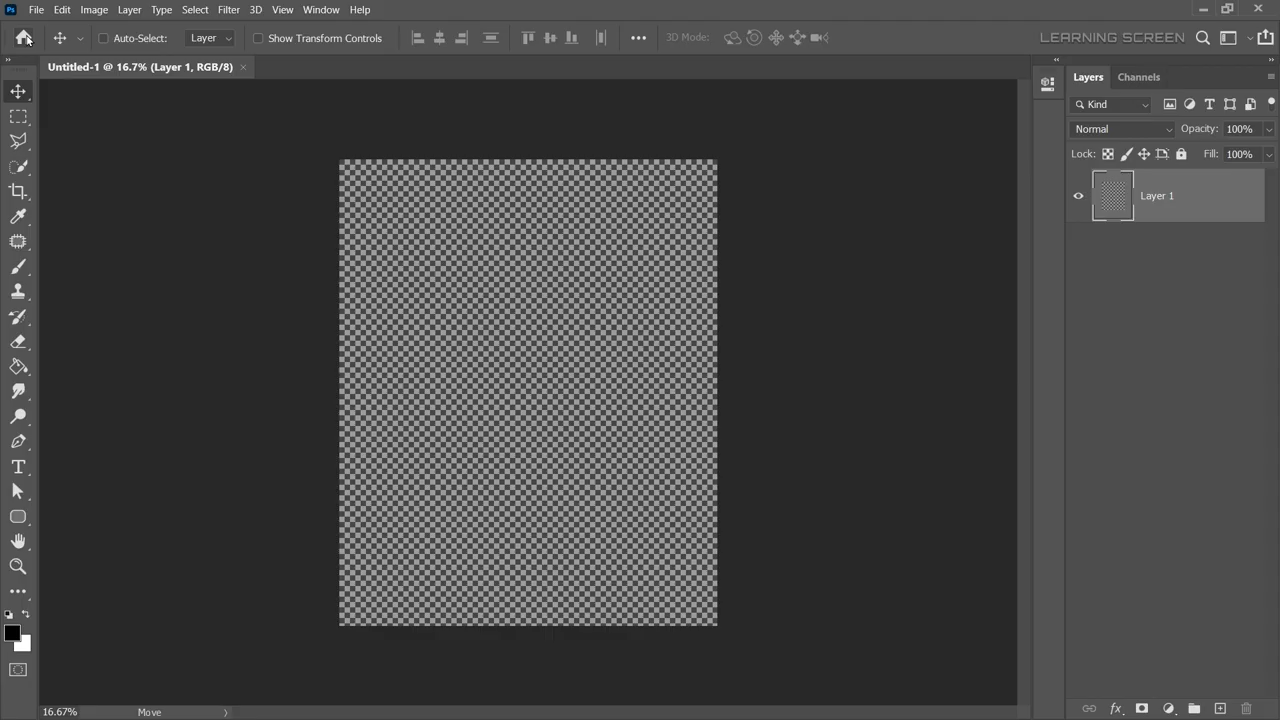 Ps File Edit Image Layer Type Select Filter 3D View Window Help
Auto-Select: Layer Show Transform Controls 3D Mode: LEARNING SCREEN
Untitled-1 @ 16.7% (Layer 1, RGB/8)
Layers Channels
Kind
Normal Opacity: 100%
Lock: Fill: 100%
Layer 1
16.67% Move